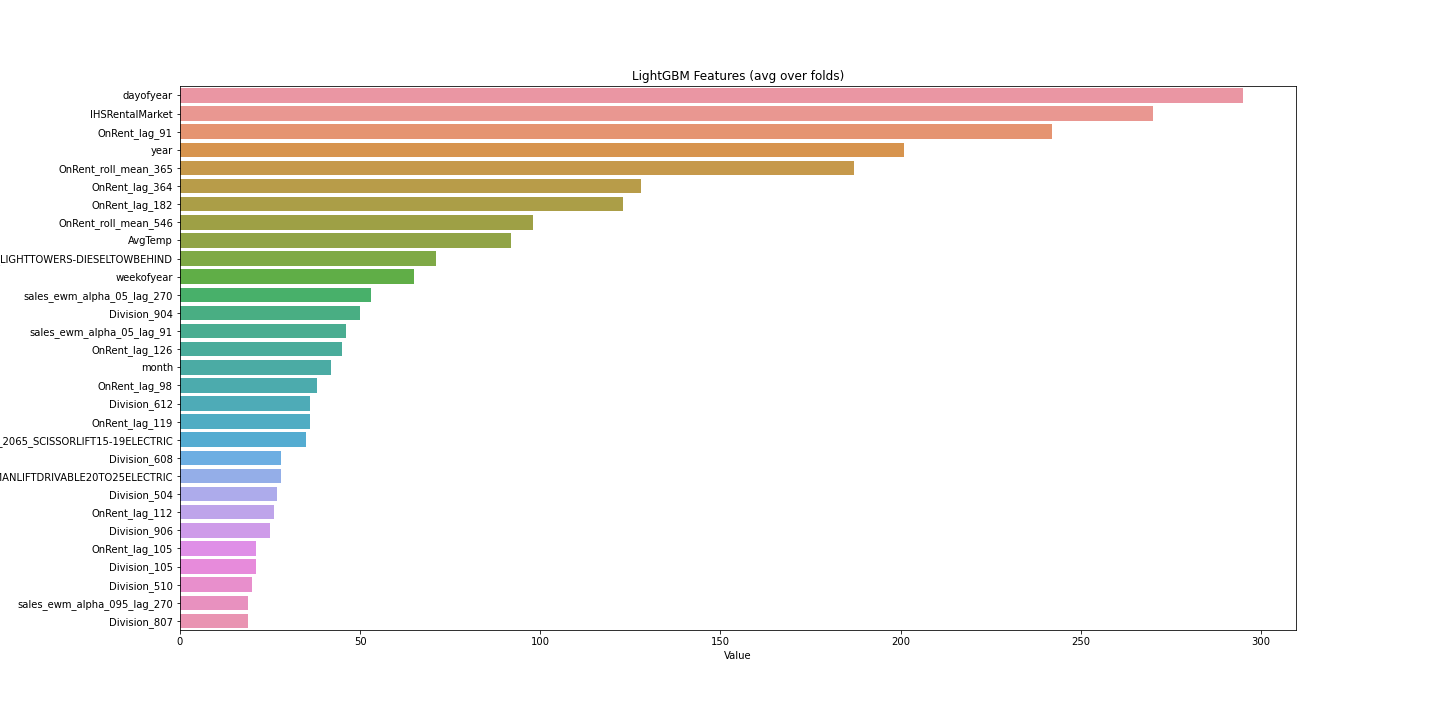 LightGBM Features (avg over folds)
dayofyear
IHSRentalMarket
OnRent_lag_91
year
OnRent_roll_mean_365
OnRent_lag_364
OnRent_lag_182
OnRent_roll_mean_546
AvgTemp
LIGHTTOWERS-DIESELTOWBEHIND
weekofyear
sales_ewm_alpha_05_lag_270
Division_904
sales_ewm_alpha_05_lag_91
OnRent_lag_126
month
OnRent_lag_98
Division_612
OnRent_lag_119
_2065_SCISSORLIFT15-19ELECTRIC
Division_608
MANLIFTDRIVABLE20TO25ELECTRIC
Division_504
OnRent_lag_112
Division_906
OnRent_lag_105
Division_105
Division_510
sales_ewm_alpha_095_lag_270
Division_807
0 50 100 150 200 250 300
Value